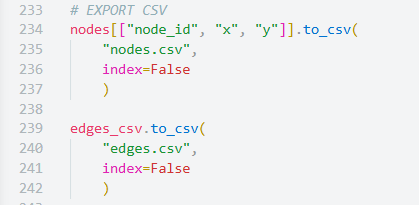 233 # EXPORT CSV
234 nodes[["node_id", "x", "y"]].to_csv(
235     "nodes.csv",
236     index=False
237     )
238
239 edges_csv.to_csv(
240     "edges.csv",
241     index=False
242     )